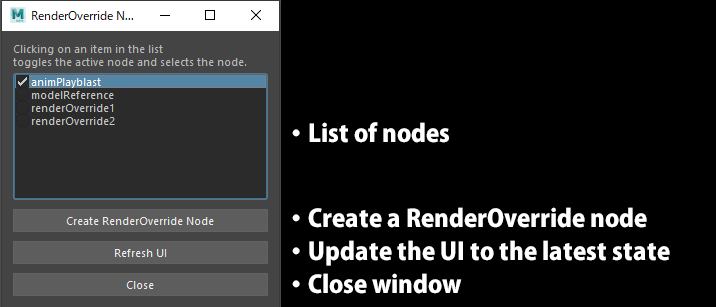 RenderOverride N...
Clicking on an item in the list
toggles the active node and selects the node.
animPlayblast
modelReference
renderOverride1
renderOverride2
Create RenderOverride Node
Refresh UI
Close
• List of nodes
• Create a RenderOverride node
• Update the UI to the latest state
• Close window